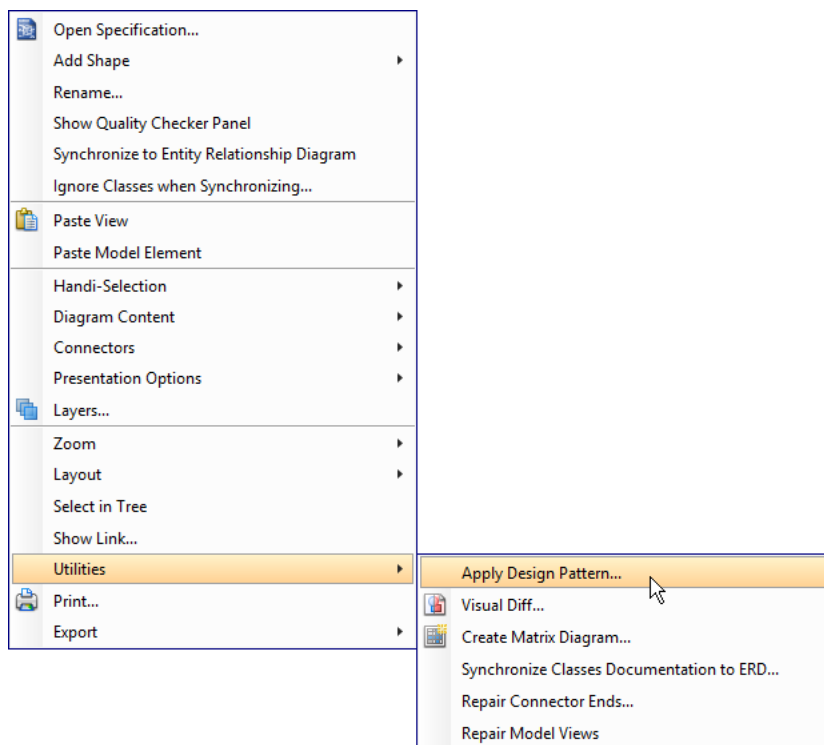 Open Specification...
Add Shape
Rename...
Show Quality Checker Panel
Synchronize to Entity Relationship Diagram
Ignore Classes when Synchronizing...
Paste View
Paste Model Element
Handi-Selection
Diagram Content
Connectors
Presentation Options
Layers...
Zoom
Layout
Select in Tree
Show Link...
Utilities
Print...
Export
Apply Design Pattern...
Visual Diff...
Create Matrix Diagram...
Synchronize Classes Documentation to ERD...
Repair Connector Ends...
Repair Model Views